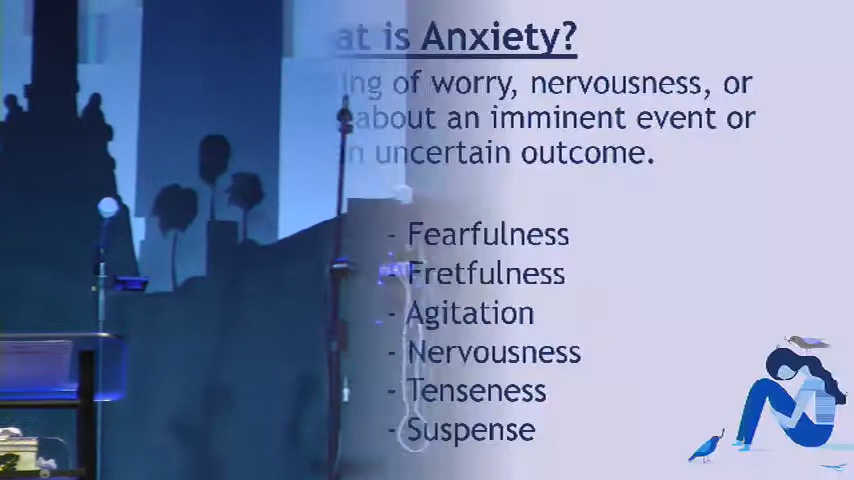 at is Anxiety?
ing of worry, nervousness, or
about an imminent event or
n uncertain outcome.
- Fearfulness
- Fretfulness
- Agitation
- Nervousness
- Tenseness
- Suspense